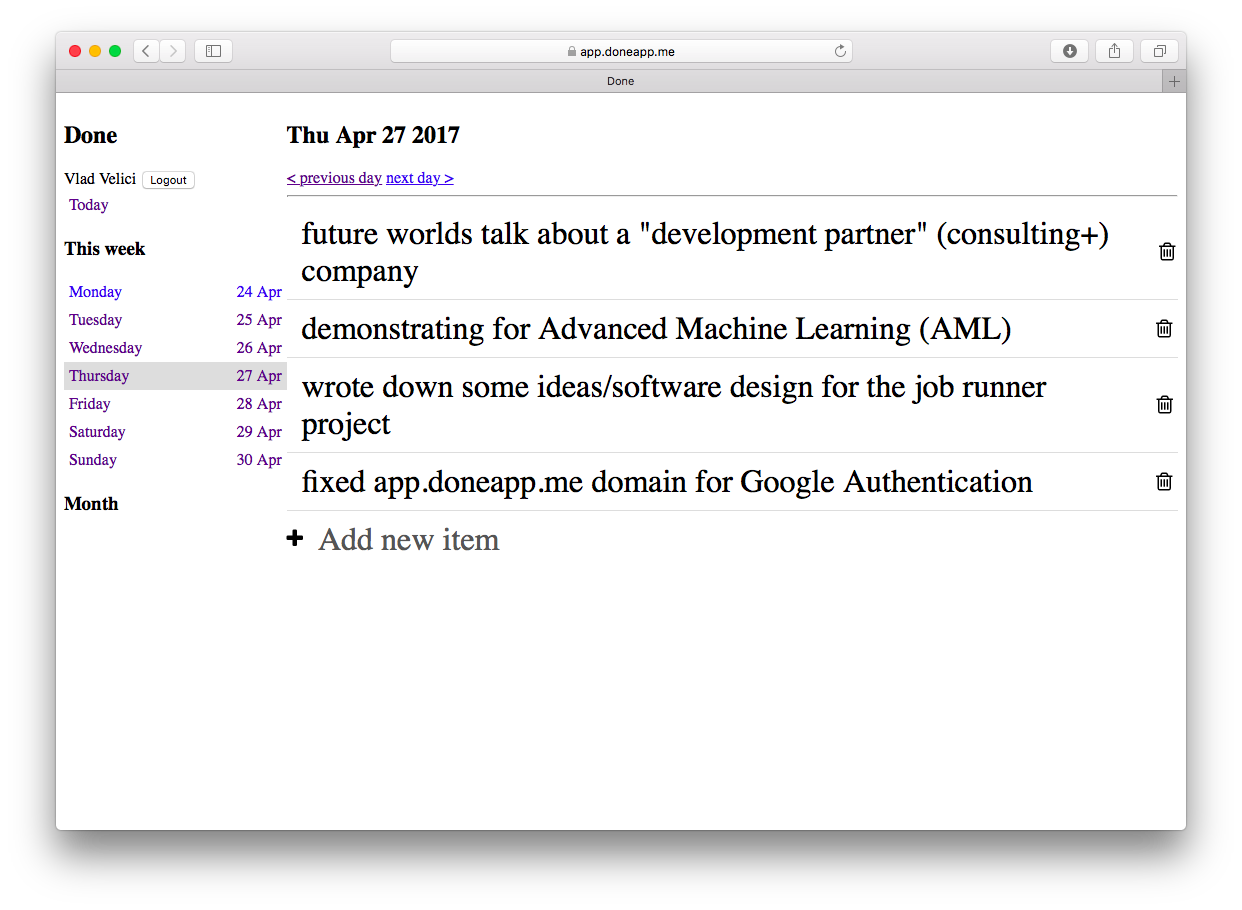 app.doneapp.me
Done
Done
Vlad Velici Logout
Today
This week
Monday 24 Apr
Tuesday 25 Apr
Wednesday 26 Apr
Thursday 27 Apr
Friday 28 Apr
Saturday 29 Apr
Sunday 30 Apr
Month
Thu Apr 27 2017
< previous day next day >
future worlds talk about a "development partner" (consulting+)
company
demonstrating for Advanced Machine Learning (AML)
wrote down some ideas/software design for the job runner
project
fixed app.doneapp.me domain for Google Authentication
Add new item